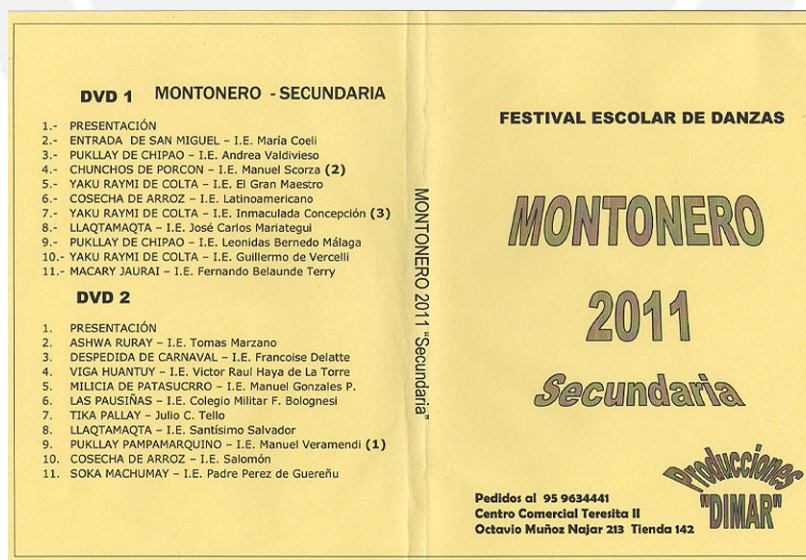 DVD 1 MONTONERO - SECUNDARIA
1.- PRESENTACIÓN
2.- ENTRADA DE SAN MIGUEL – I.E. María Coeli
3.- PUKLLAY DE CHIPAO – I.E. Andrea Valdivieso
4.- CHUNCHOS DE PORCON – I.E. Manuel Scorza (2)
5.- YAKU RAYMI DE COLTA – I.E. El Gran Maestro
6.- COSECHA DE ARROZ – I.E. Latinoamericano
7.- YAKU RAYMI DE COLTA – I.E. Inmaculada Concepción (3)
8.- LLAQTAMAQTA – I.E. José Carlos Mariategui
9.- PUKLLAY DE CHIPAO – I.E. Leonidas Bernedo Málaga
10.- YAKU RAYMI DE COLTA – I.E. Guillermo de Vercelli
11.- MACARY JAURAI – I.E. Fernando Belaunde Terry
DVD 2
1. PRESENTACIÓN
2. ASHWA RURAY – I.E. Tomas Marzano
3. DESPEDIDA DE CARNAVAL – I.E. Francoise Delatte
4. VIGA HUANTUY – I.E. Victor Raul Haya de La Torre
5. MILICIA DE PATASUCRRO – I.E. Manuel Gonzales P.
6. LAS PAUSIÑAS – I.E. Colegio Militar F. Bolognesi
7. TIKA PALLAY – Julio C. Tello
8. LLAQTAMAQTA – I.E. Santísimo Salvador
9. PUKLLAY PAMPAMARQUINO – I.E. Manuel Veramendi (1)
10. COSECHA DE ARROZ – I.E. Salomón
11. SOKA MACHUMAY – I.E. Padre Perez de Guereñu
MONTONERO 2011 "Secundaria"
FESTIVAL ESCOLAR DE DANZAS
MONTONERO
2011
Secundaria
Producciones
"DIMAR"
Pedidos al 95 9634441
Centro Comercial Teresita II
Octavio Muñoz Najar 213 Tienda 142